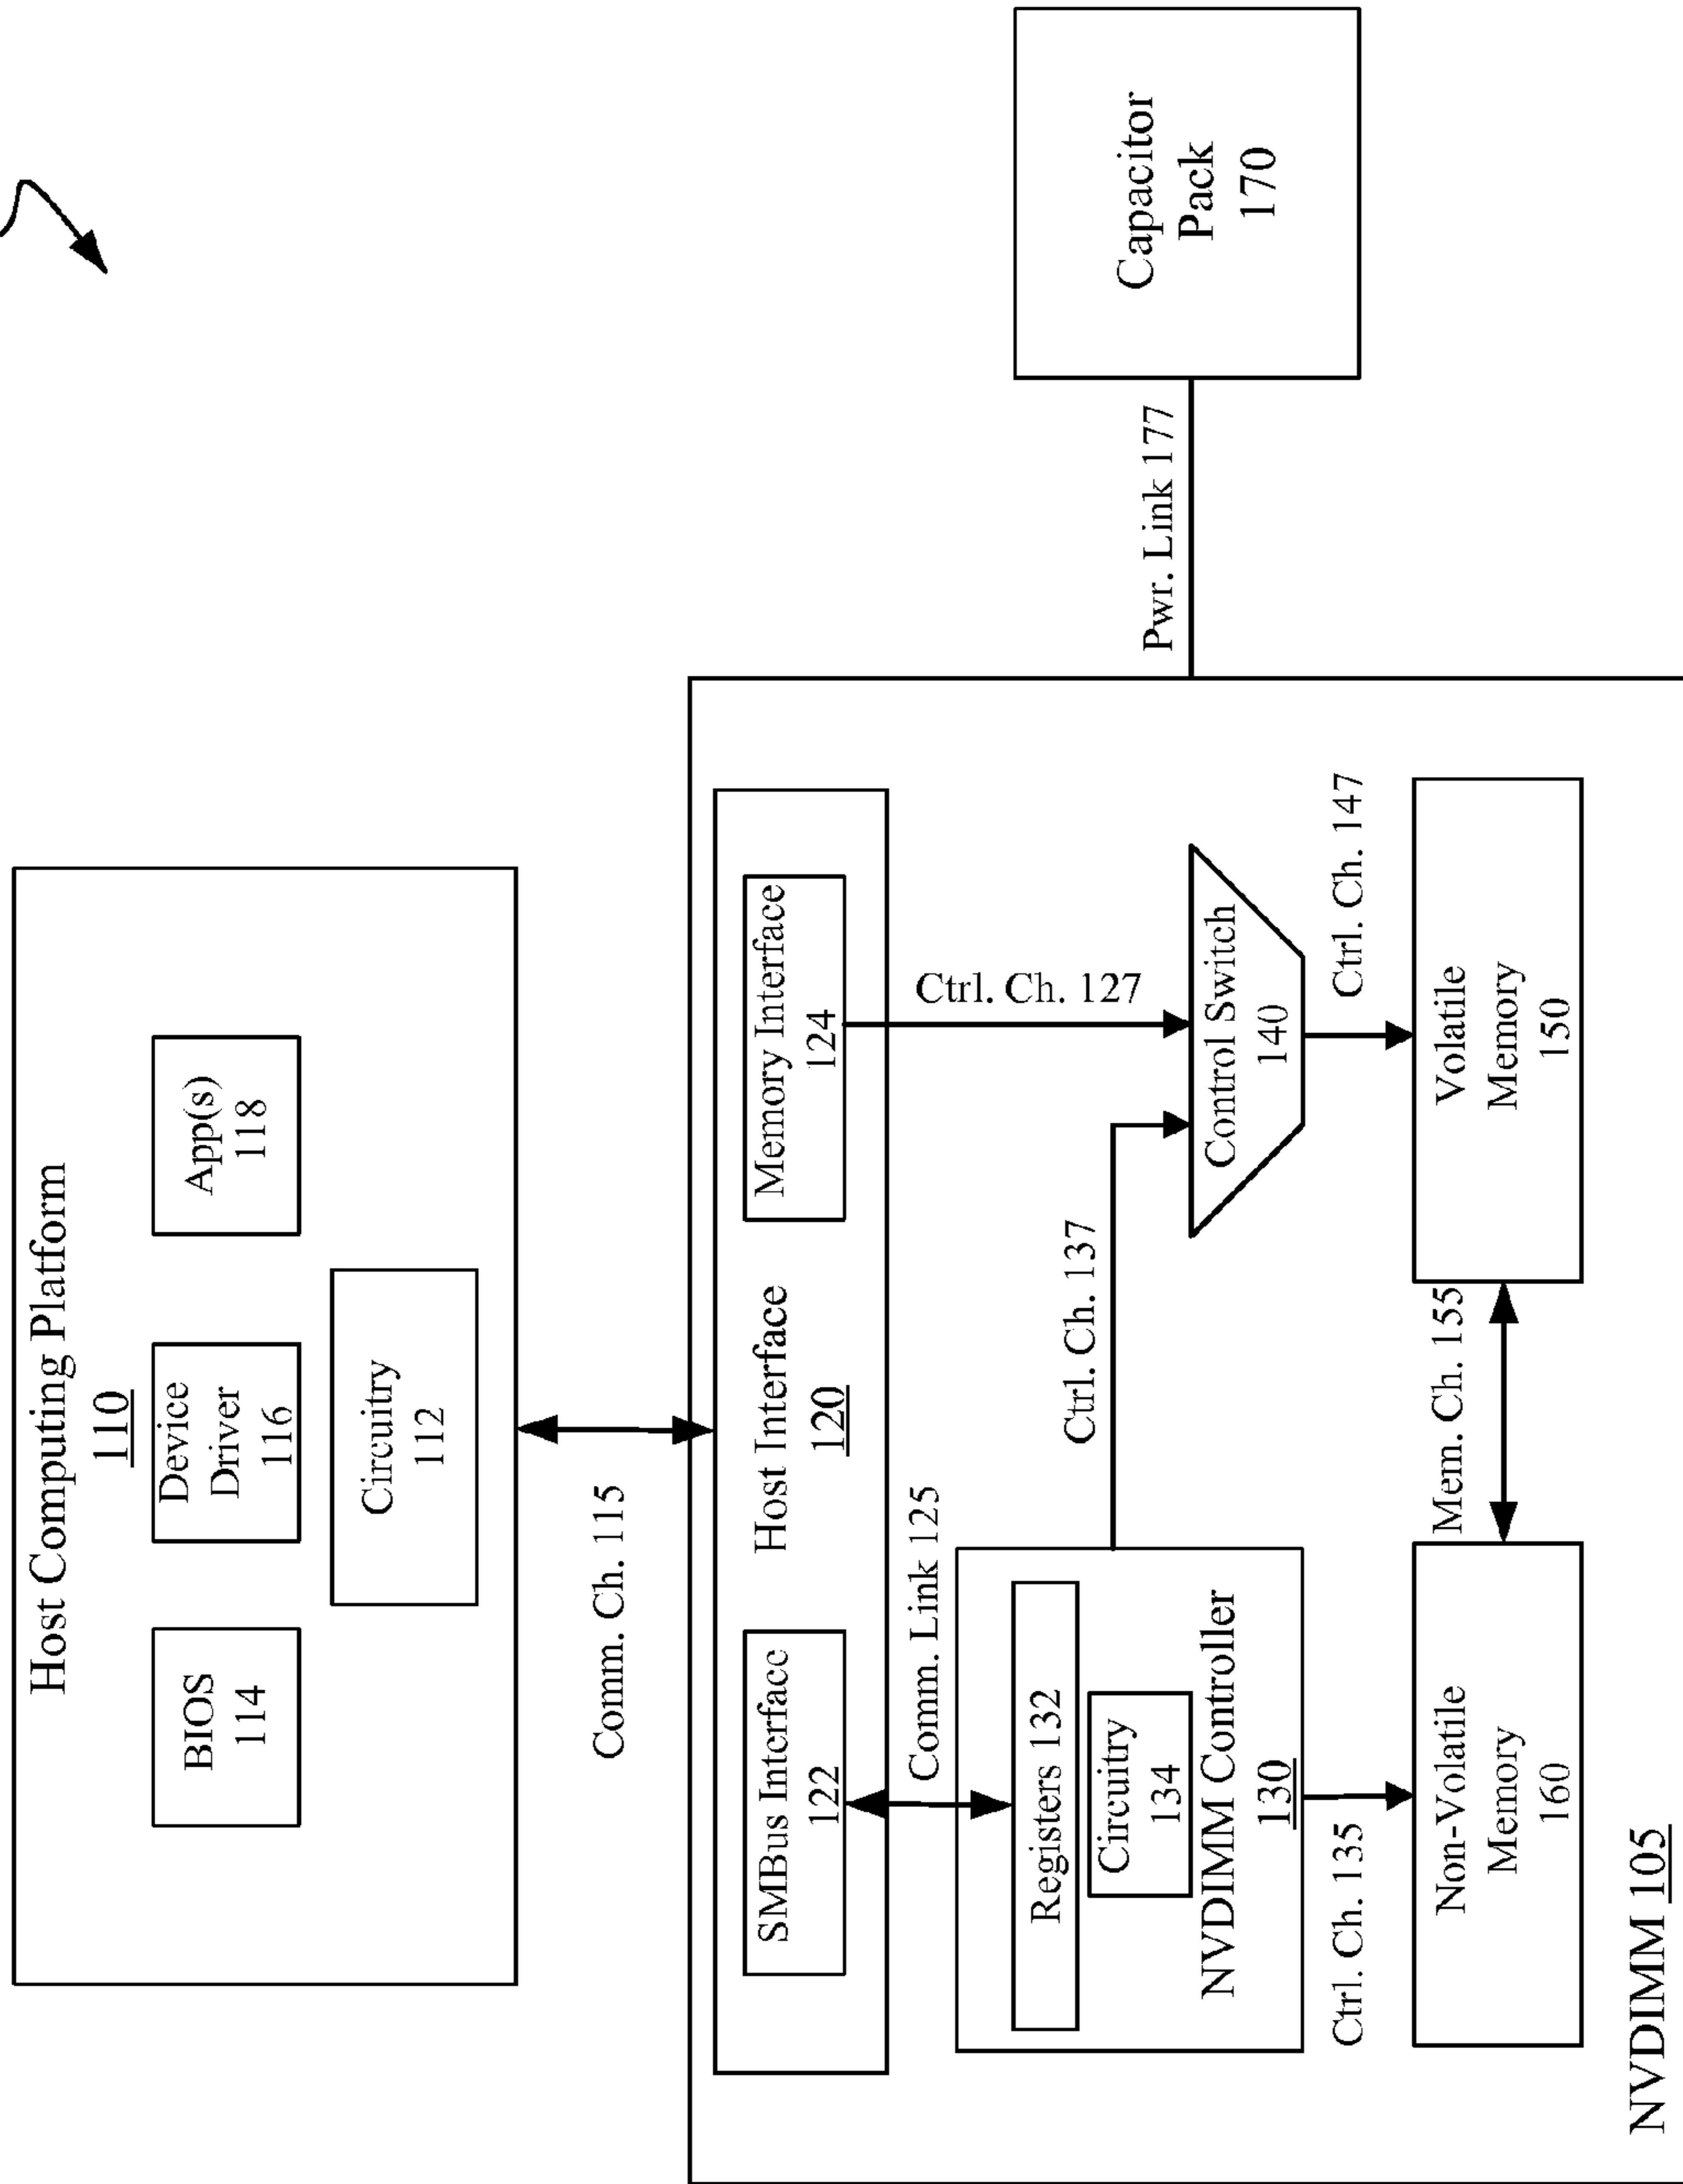 Host Computing Platform
110
BIOS
114
Device
Driver
116
App(s)
118
Circuitry
112
Comm. Ch. 115
SMBus Interface
122
Host Interface
120
Memory Interface
124
Comm. Link 125
Ctrl. Ch. 127
Registers 132
Circuitry
134
NVDIMM Controller
130
Ctrl. Ch. 137
Control Switch
140
Pwr. Link 177
Capacitor
Pack
170
Ctrl. Ch. 135
Ctrl. Ch. 147
Non-Volatile
Memory
160
Mem. Ch. 155
Volatile
Memory
150
NVDIMM 105